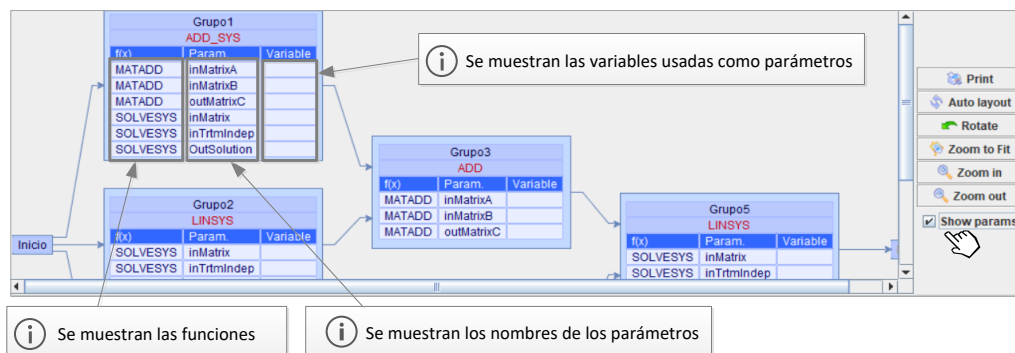 Grupo1
ADD_SYS
f(x) Param. Variable
MATADD inMatrixA
MATADD inMatrixB
MATADD outMatrixC
SOLVESYS inMatrix
SOLVESYS inTrtmIndep
SOLVESYS OutSolution
i Se muestran las variables usadas como parámetros
Grupo3
ADD
f(x) Param. Variable
MATADD inMatrixA
MATADD inMatrixB
MATADD outMatrixC
Inicio
Grupo2
LINSYS
f(x) Param. Variable
SOLVESYS inMatrix
SOLVESYS inTrtmIndep
Grupo5
LINSYS
f(x) Param. Variable
SOLVESYS inMatrix
SOLVESYS inTrtmIndep
Print
Auto layout
Rotate
Zoom to Fit
Zoom in
Zoom out
Show params
i Se muestran las funciones
i Se muestran los nombres de los parámetros